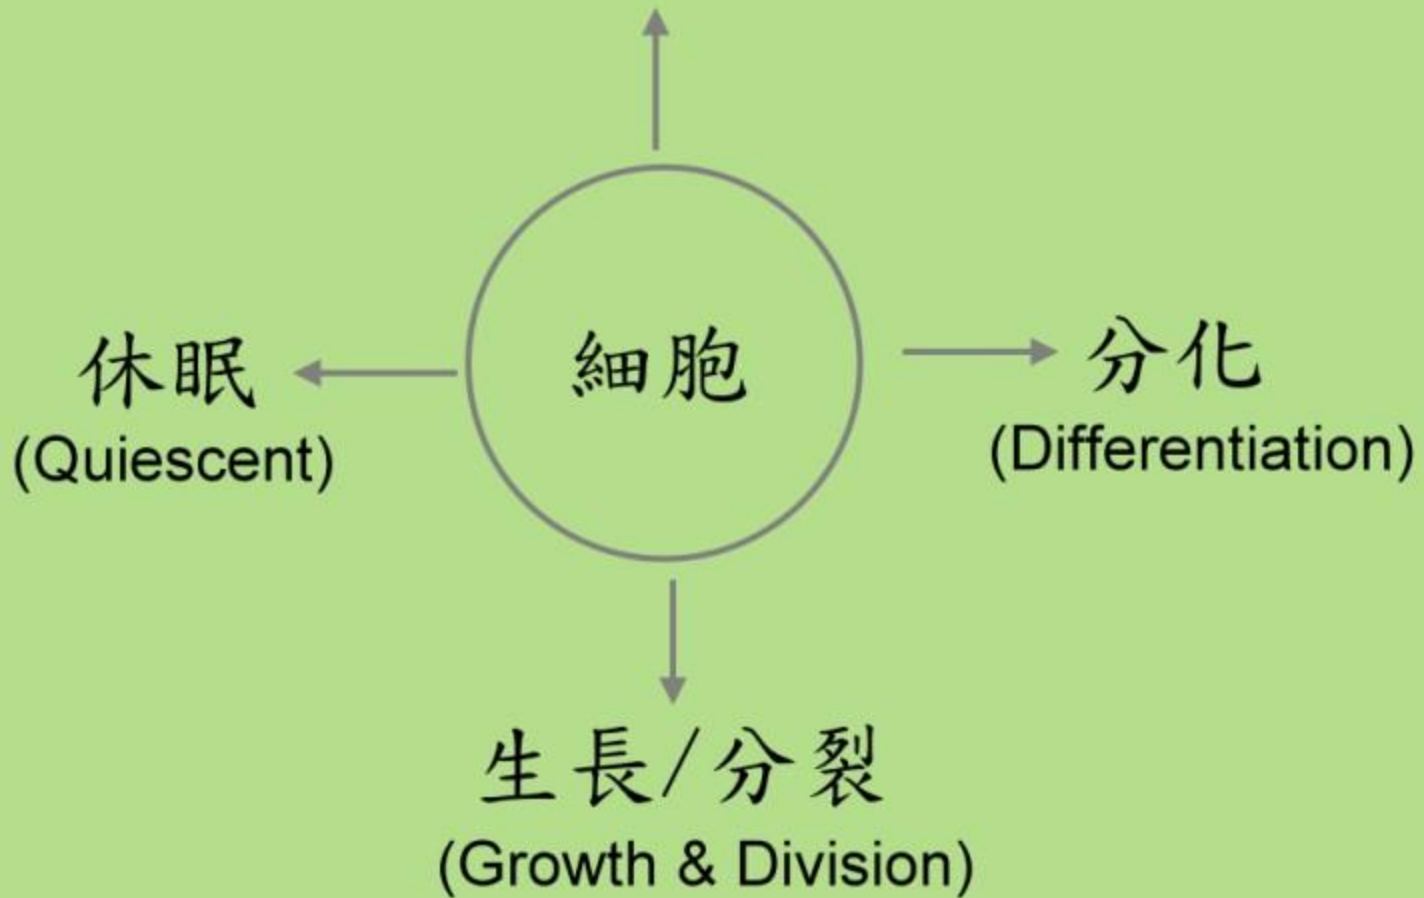 休眠
(Quiescent)
細胞
分化
(Differentiation)
生長/分裂
(Growth & Division)